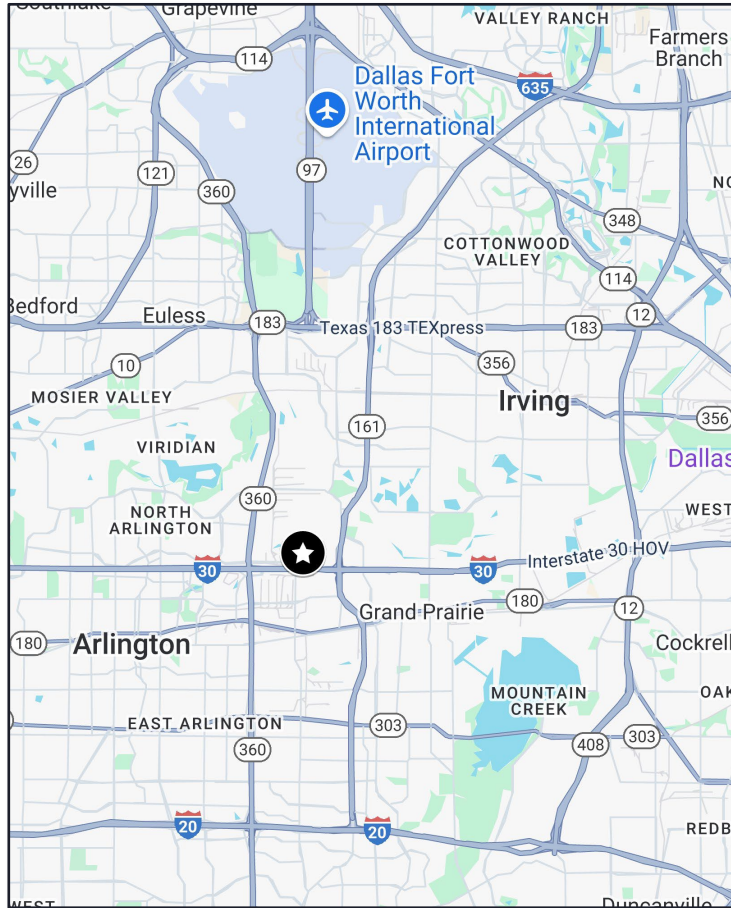 Southlake
Grapevine
VALLEY RANCH
Farmers
Branch
114
635
Dallas Fort
Worth
International
Airport
26
121
97
yville
360
NO
348
COTTONWOOD
VALLEY
114
Bedford
Euless
183
Texas 183 TEXpress
183
12
10
356
MOSIER VALLEY
Irving
161
356
VIRIDIAN
Dallas
360
NORTH
ARLINGTON
WEST
30
30
Interstate 30 HOV
180
12
Grand Prairie
180
Arlington
Cockrell
MOUNTAIN
CREEK
OAK
EAST ARLINGTON
303
303
360
408
20
20
REDB
WEST
Duncanville